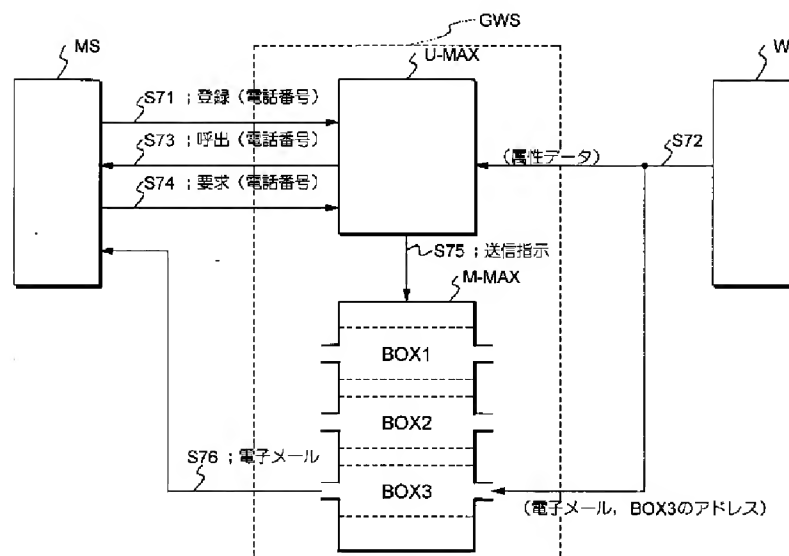 GWS
MS
U-MAX
W
S71 ; 登録 (電話番号)
S73 ; 呼出 (電話番号)
S72
(属性データ)
S74 ; 要求 (電話番号)
S75 ; 送信指示
M-MAX
BOX1
BOX2
S76 ; 電子メール
BOX3
(電子メール, BOX3のアドレス)